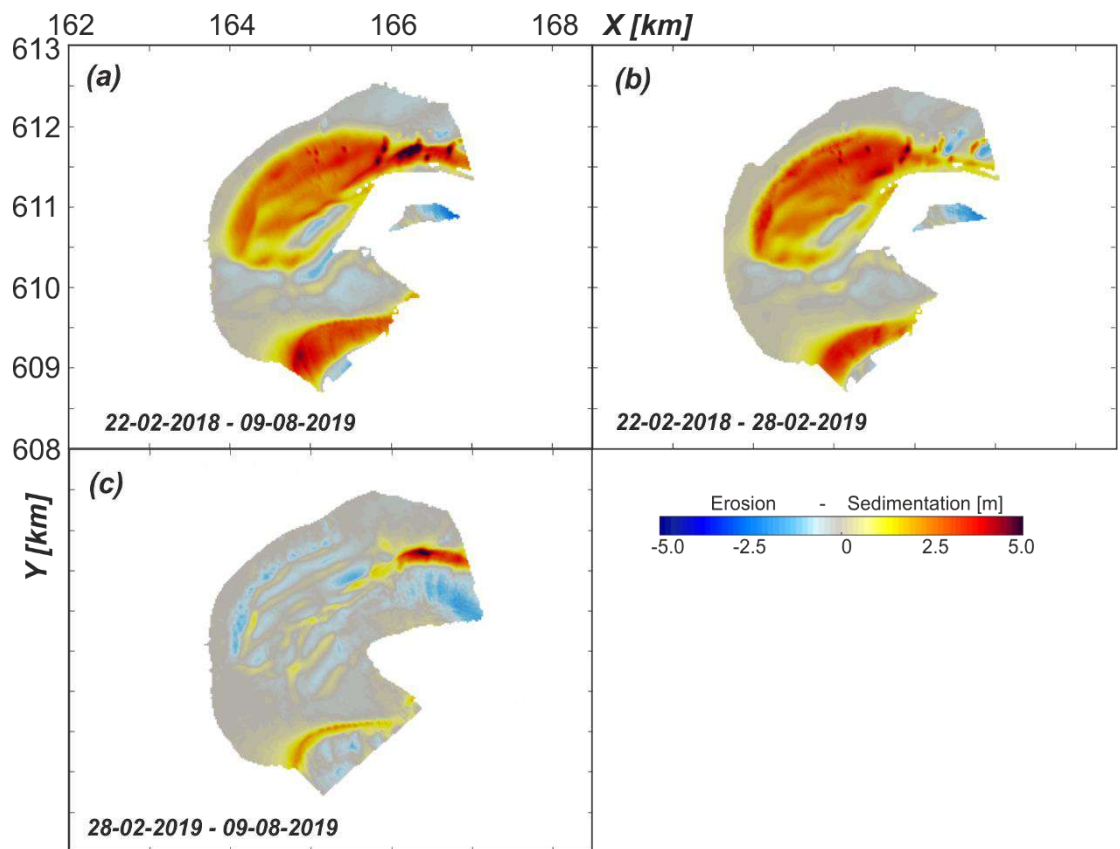 162 164 166 168 X [km]
613
(a) (b)
612
611
610
609
22-02-2018 - 09-08-2019 22-02-2018 - 28-02-2019
608
(c)
Erosion - Sedimentation [m]
-5.0 -2.5 0 2.5 5.0
Y [km]
28-02-2019 - 09-08-2019